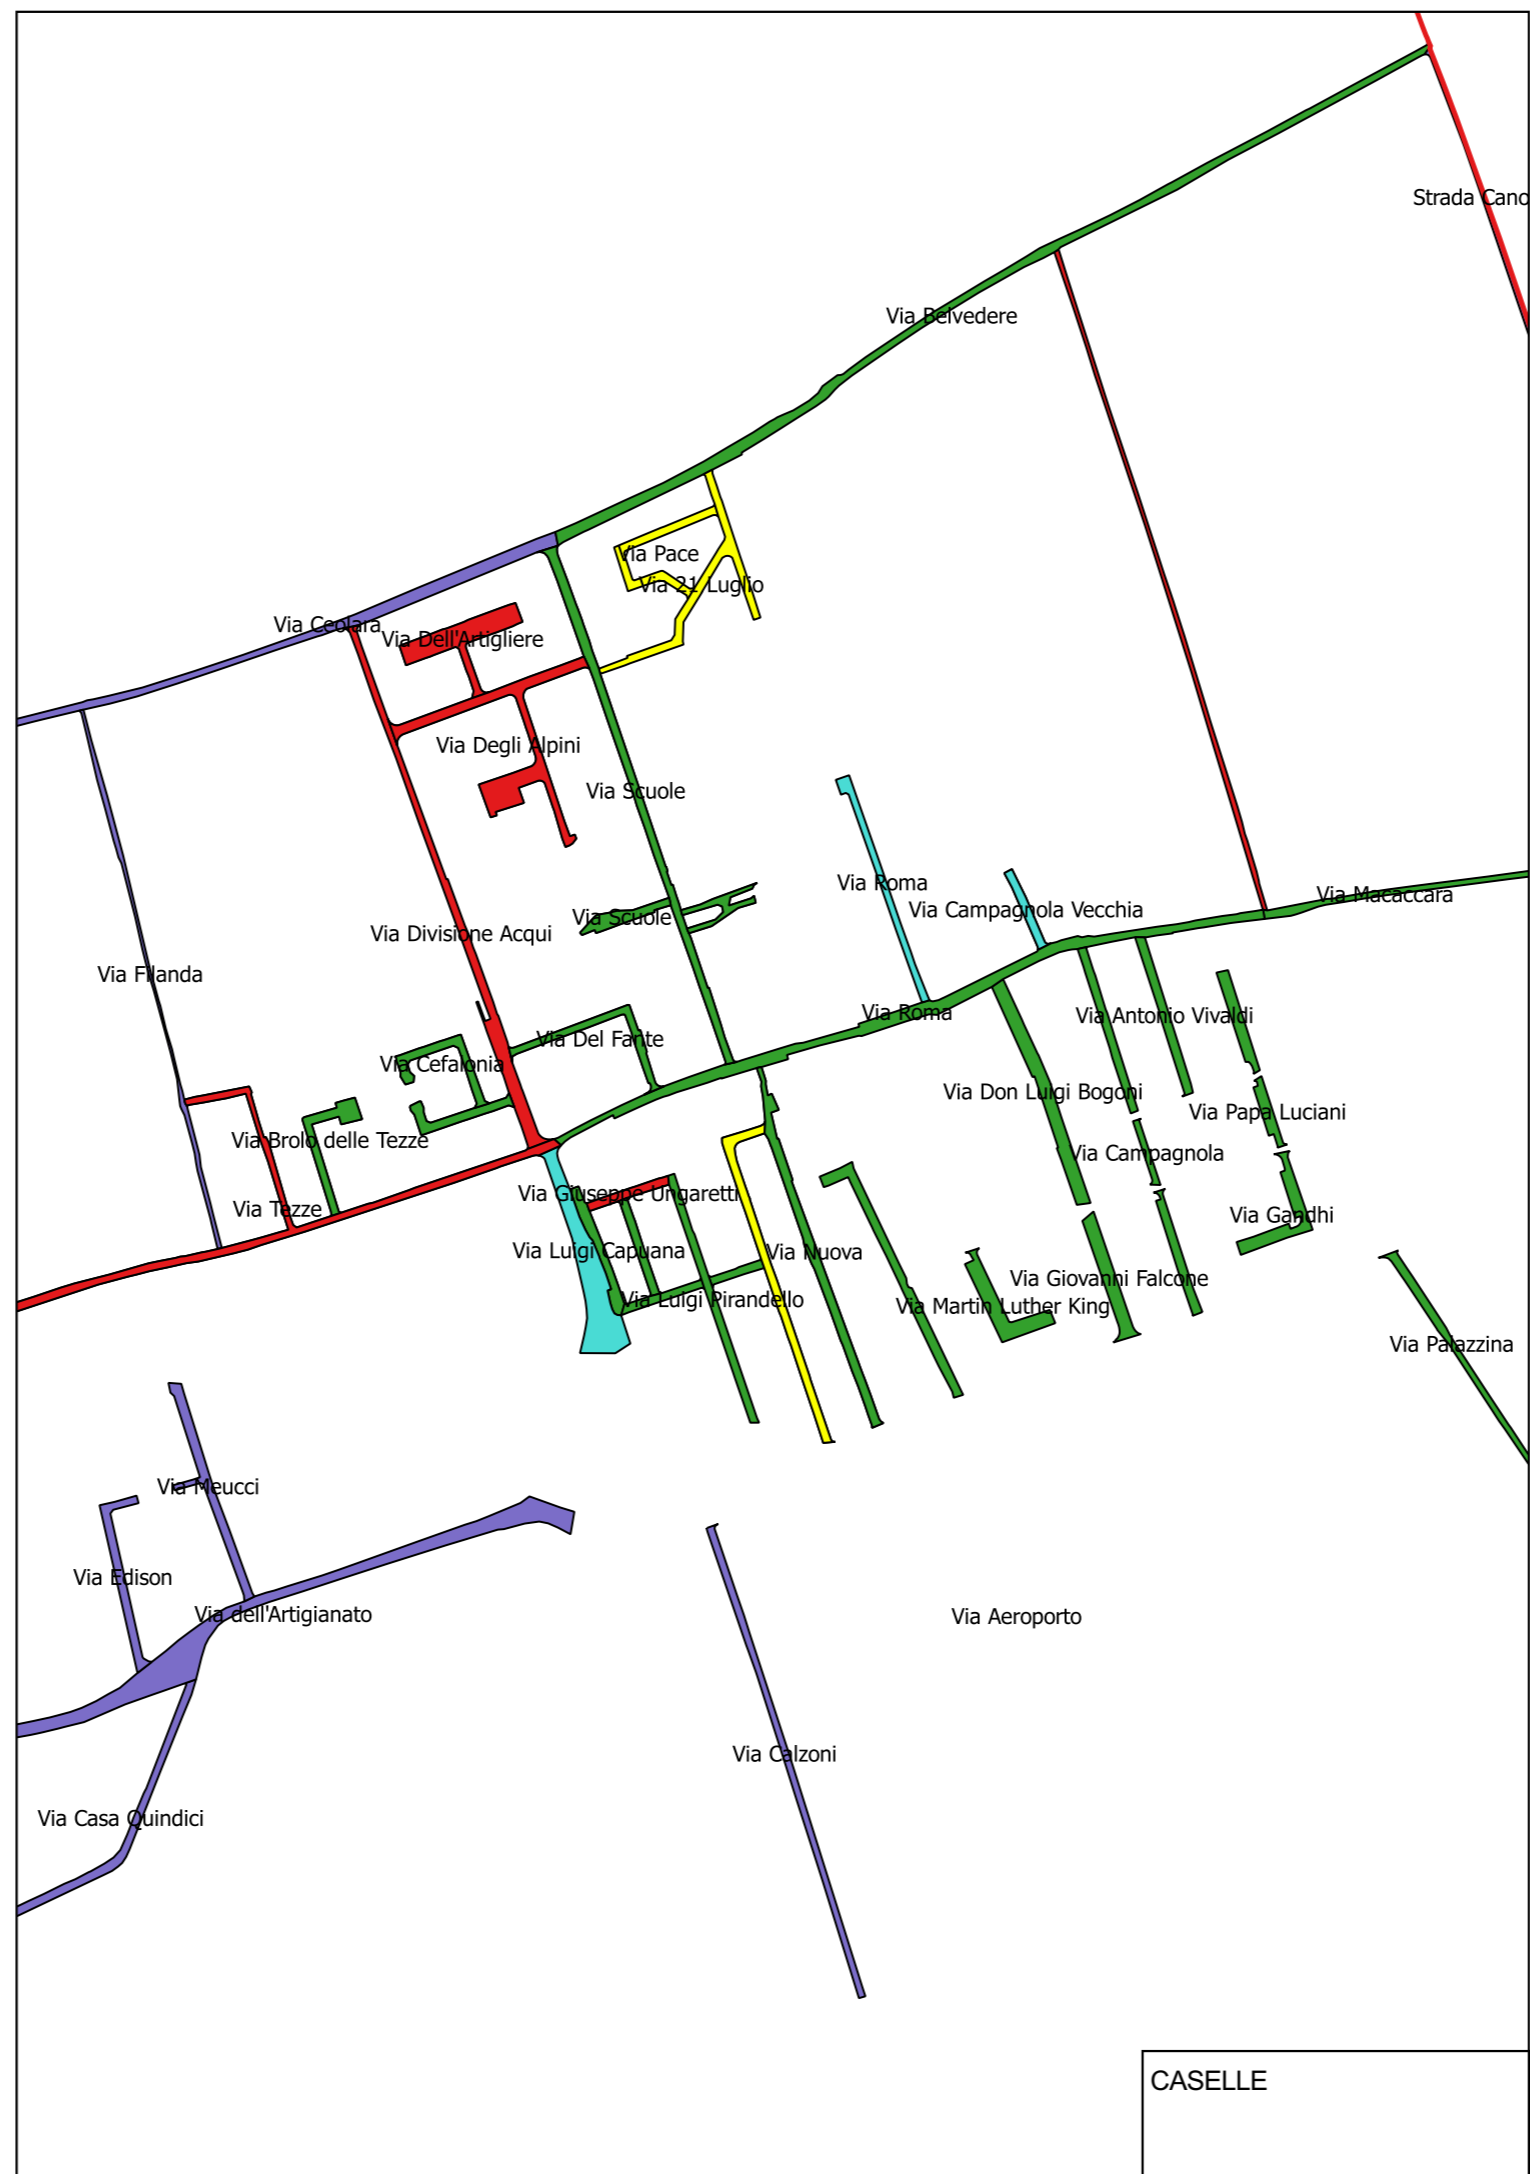 Strada Cano
Via Belvedere
Via Pace
Via 21 Luglio
Via Ceolara
Via Dell'Artigliere
Via Degli Alpini
Via Scuole
Via Roma
Via Macaccara
Via Campagnola Vecchia
Via Scuole
Via Divisione Acqui
Via Filanda
Via Roma
Via Antonio Vivaldi
Via Del Fante
Via Cefalonia
Via Don Luigi Bogoni
Via Papa Luciani
Via Brolo delle Tezze
Via Campagnola
Via Giuseppe Ungaretti
Via Tezze
Via Gandhi
Via Luigi Capuana
Via Nuova
Via Giovanni Falcone
Via Luigi Pirandello
Via Martin Luther King
Via Palazzina
Via Meucci
Via Edison
Via dell'Artigianato
Via Aeroporto
Via Calzoni
Via Casa Quindici
CASELLE